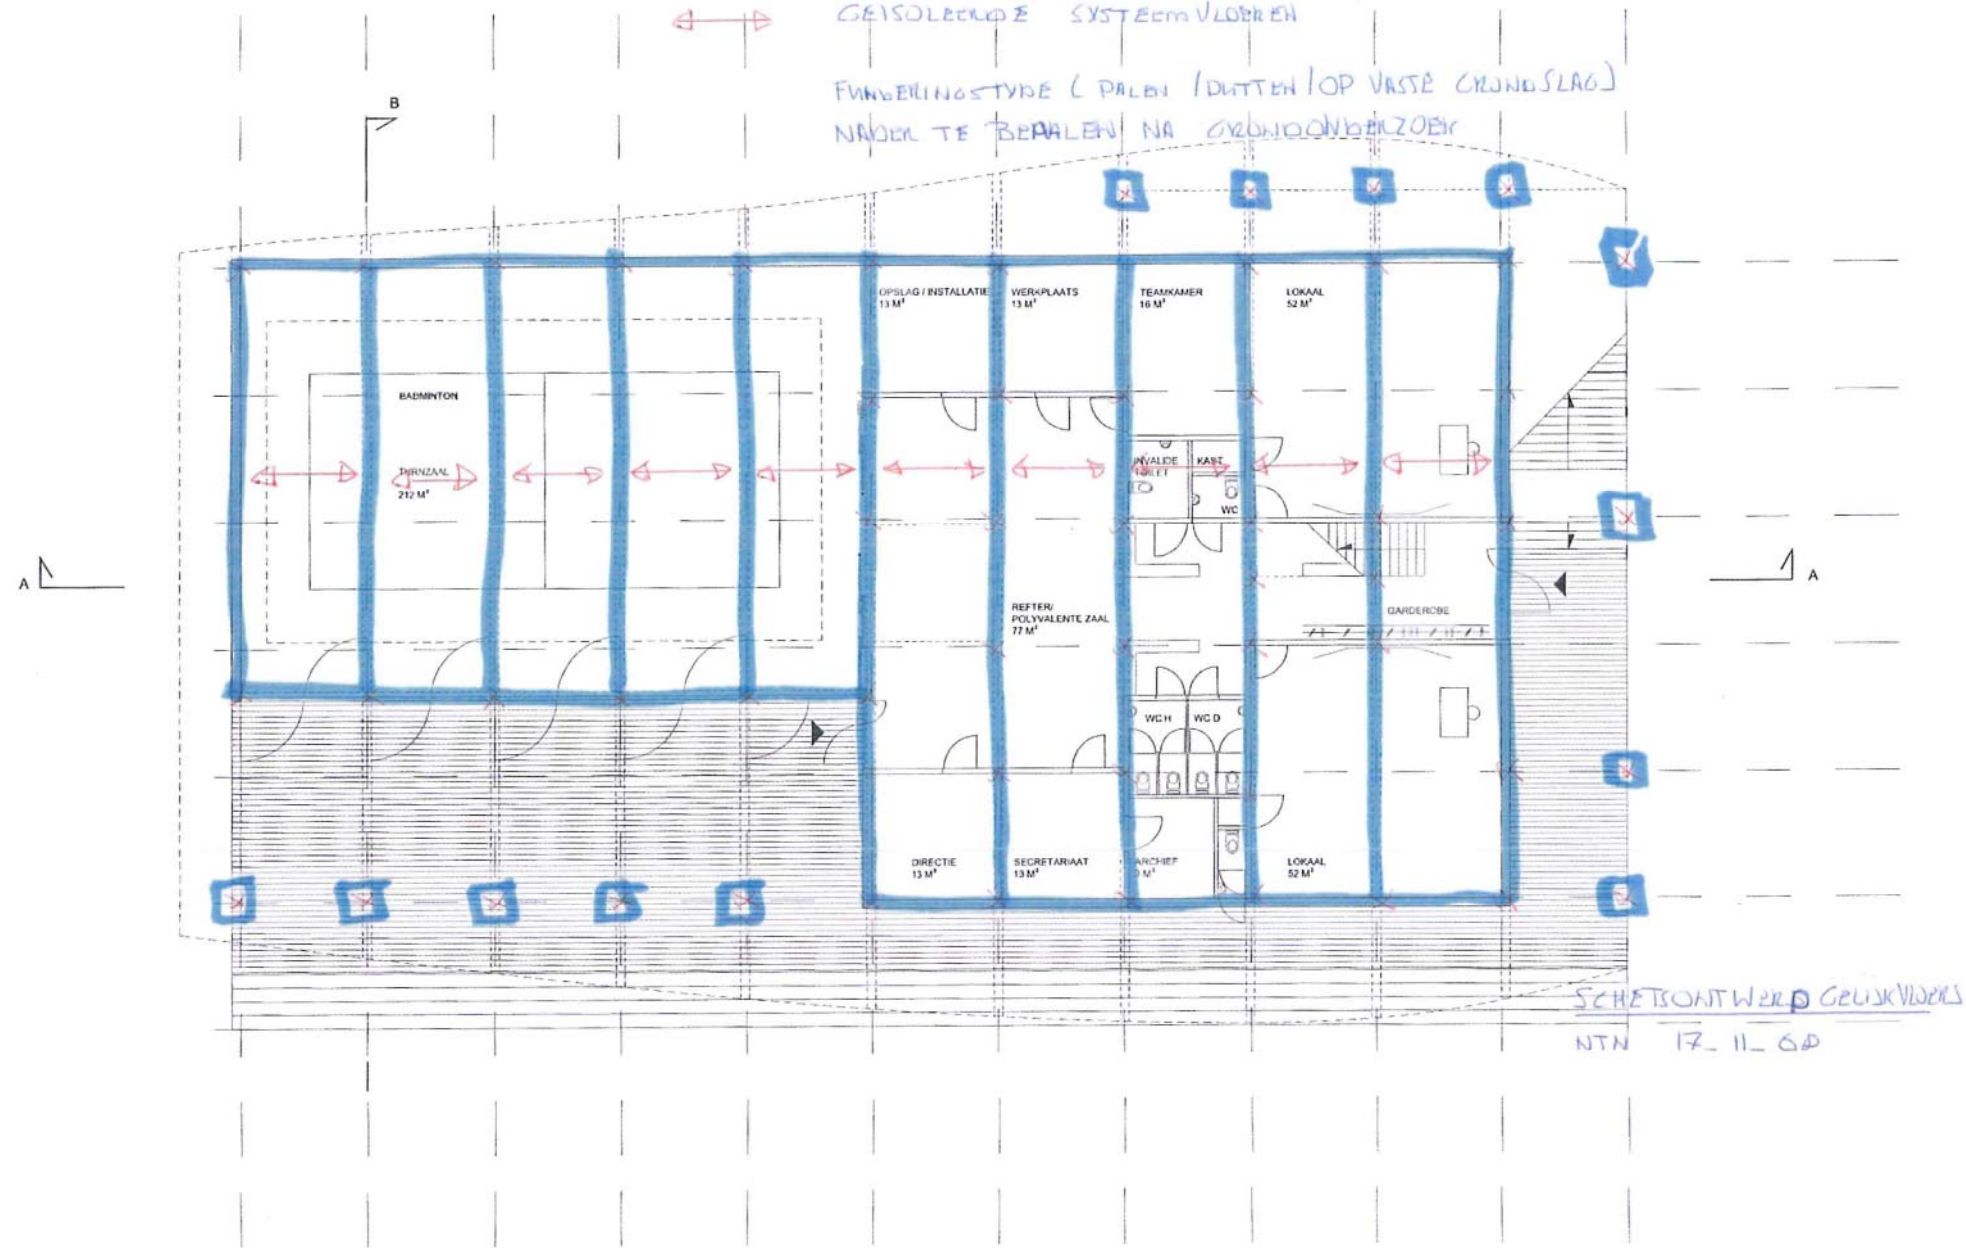 GEISOLEERDE SYSTEEMVLOEREN
FUNDERINGSTYPE ( PALEN / PUTTEN / OP VASTE GRONDSLAG)
NADER TE BEPALEN NA GRONDONDERZOEK
B
OPSLAG / INSTALLATIE
13 M²
WERKPLAATS
13 M²
TEAMKAMER
16 M²
LOKAAL
52 M²
BADMINTON
TURNZAAL
212 M²
INVALIDE
TOILET
KAST
WC
A
A
REFTER/
POLYVALENTE ZAAL
77 M²
GARDEROBE
WC H
WC D
DIRECTIE
13 M²
SECRETARIAAT
13 M²
ARCHIEF
M²
LOKAAL
52 M²
SCHETSONTWERP GELIJKVLOERS
NTN 17_11_